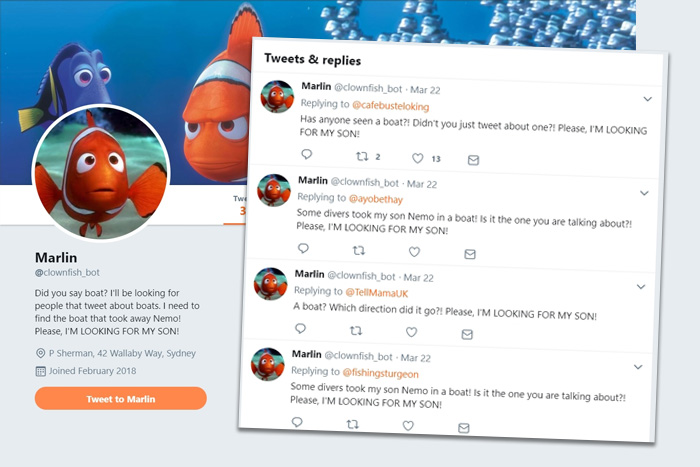 Twe
3
Marlin
@clownfish_bot
Did you say boat? I'll be looking for
people that tweet about boats. I need to
find the boat that took away Nemo!
Please, I'M LOOKING FOR MY SON!
P Sherman, 42 Wallaby Way, Sydney
Joined February 2018
Tweet to Marlin
Tweets & replies
Marlin @clownfish_bot · Mar 22
Replying to @cafebusteloking
Has anyone seen a boat?! Didn't you just tweet about one?! Please, I'M LOOKING
FOR MY SON!
2 13
Marlin @clownfish_bot · Mar 22
Replying to @ayobethay
Some divers took my son Nemo in a boat! Is it the one you are talking about?!
Please, I'M LOOKING FOR MY SON!
Marlin @clownfish_bot · Mar 22
Replying to @TellMamaUK
A boat? Which direction did it go?! Please, I'M LOOKING FOR MY SON!
Marlin @clownfish_bot · Mar 22
Replying to @fishingsurgeon
Some divers took my son Nemo in a boat! Is it the one you are talking about?!
Please, I'M LOOKING FOR MY SON!